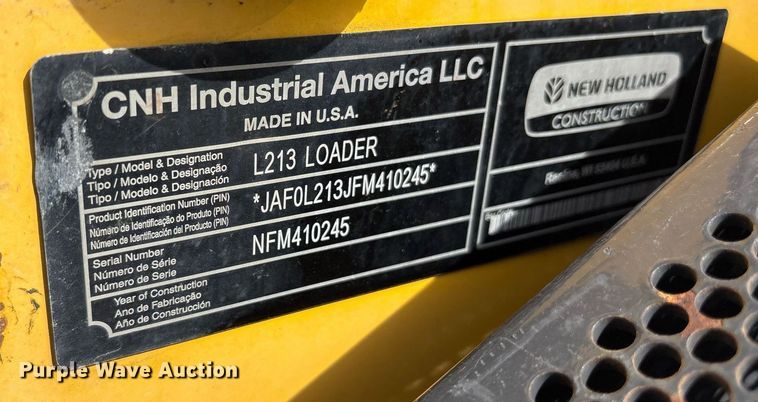 CNH Industrial America LLC
MADE IN U.S.A.
Type / Model & Designation
Tipo / Modelo & Designação
Tipo / Modelo & Designación
L213 LOADER
Product Identification Number (PIN)
Número de Identificação do Produto (PIN)
Número de Identificación del Producto (PIN)
*JAF0L213JFM410245*
Serial Number
Número de Série
Número de Serie
NFM410245
Year of Construction
Ano de Fabricação
Año de Construcción
NEW HOLLAND
CONSTRUCTION
Racine, WI 53404 U.S.A.
Purple Wave Auction